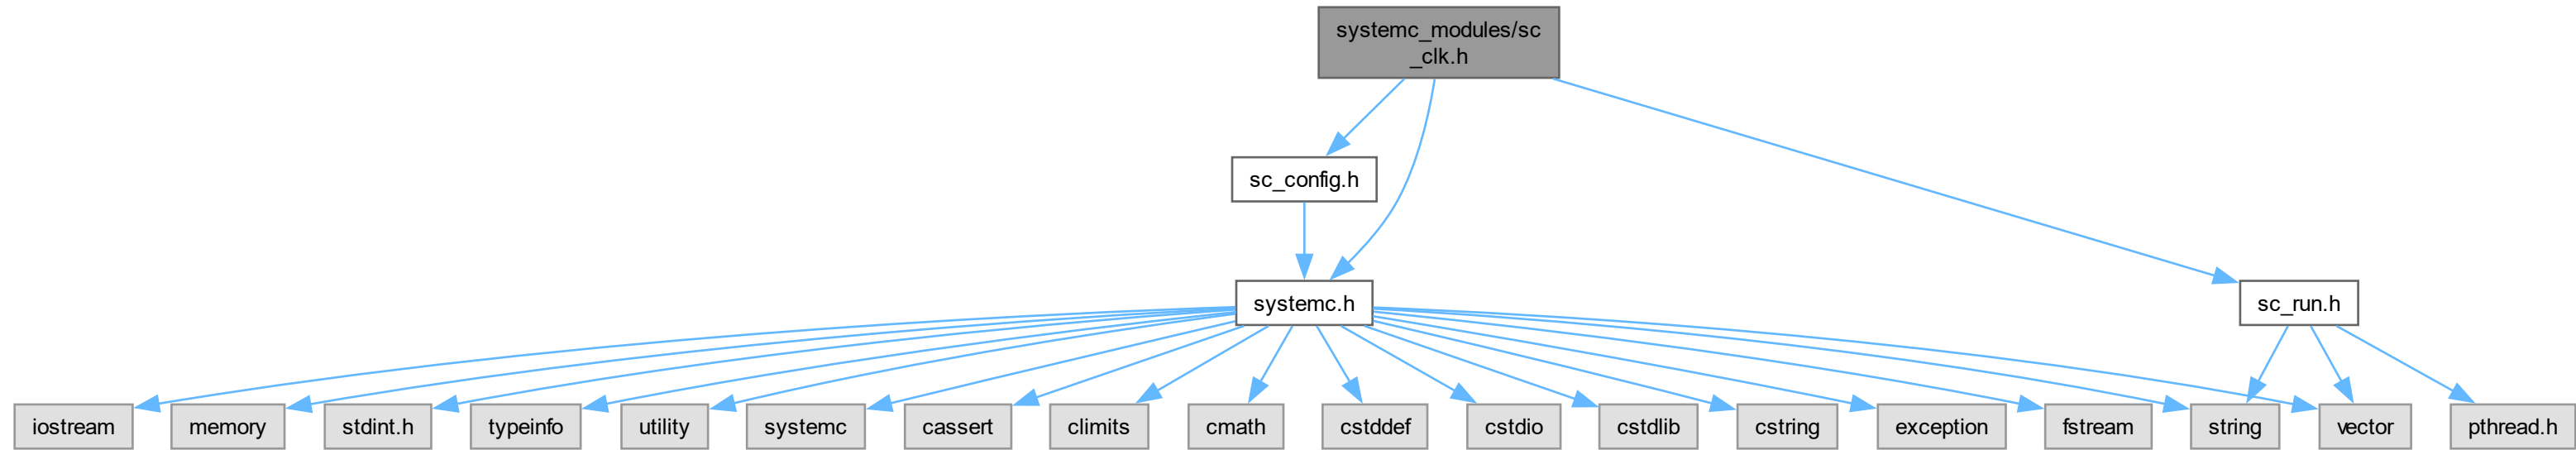 systemc_modules/sc
_clk.h
sc_config.h
systemc.h
sc_run.h
iostream
memory
stdint.h
typeinfo
utility
systemc
cassert
climits
cmath
cstddef
cstdio
cstdlib
cstring
exception
fstream
string
vector
pthread.h